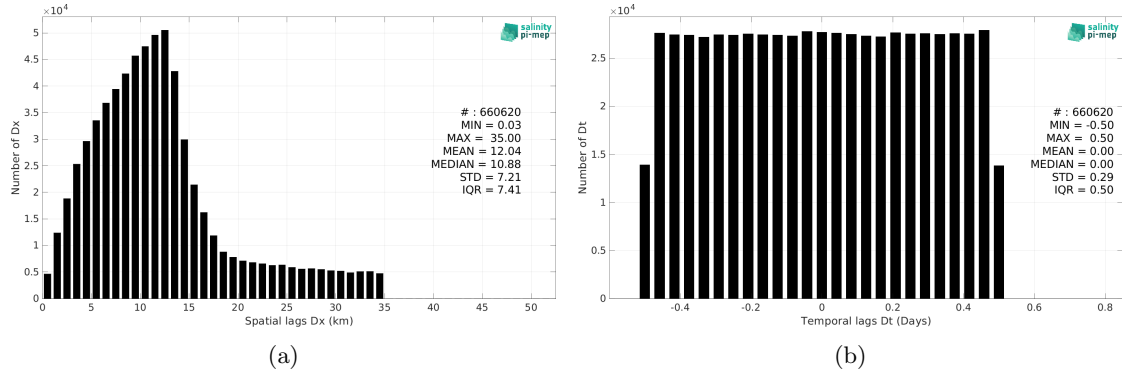 ×10⁴
5
4.5
4
3.5
3
2.5
2
1.5
1
0.5
0
Number of Dx
0 5 10 15 20 25 30 35 40 45 50
Spatial lags Dx (km)
salinity
pi-mep
# : 660620
MIN = 0.03
MAX = 35.00
MEAN = 12.04
MEDIAN = 10.88
STD = 7.21
IQR = 7.41
(a)
×10⁴
2.5
2
1.5
1
0.5
0
Number of Dt
-0.4 -0.2 0 0.2 0.4 0.6 0.8
Temporal lags Dt (Days)
salinity
pi-mep
# : 660620
MIN = -0.50
MAX = 0.50
MEAN = 0.00
MEDIAN = 0.00
STD = 0.29
IQR = 0.50
(b)